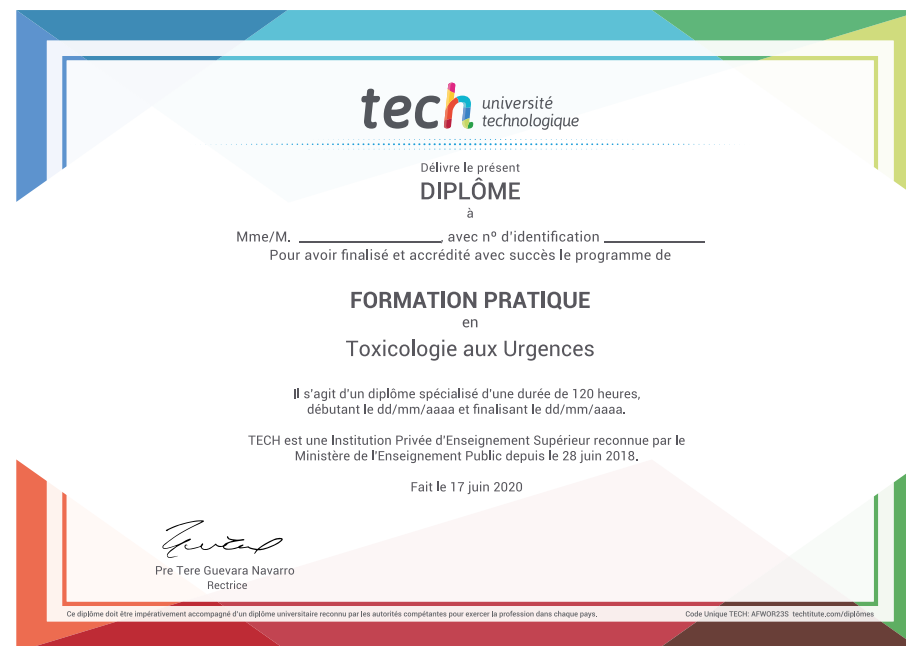 tech université
technologique
Délivre le présent
DIPLÔME
à
Mme/M. ____________________, avec nº d'identification ______________
Pour avoir finalisé et accrédité avec succès le programme de
FORMATION PRATIQUE
en
Toxicologie aux Urgences
Il s'agit d'un diplôme spécialisé d'une durée de 120 heures,
débutant le dd/mm/aaaa et finalisant le dd/mm/aaaa.
TECH est une Institution Privée d'Enseignement Supérieur reconnue par le
Ministère de l'Enseignement Public depuis le 28 juin 2018.
Fait le 17 juin 2020
Pre Tere Guevara Navarro
Rectrice
Ce diplôme doit être impérativement accompagné d'un diplôme universitaire reconnu par les autorités compétantes pour exercer la profession dans chaque pays.
Code Unique TECH: AFWOR23S techtitute.com/diplômes